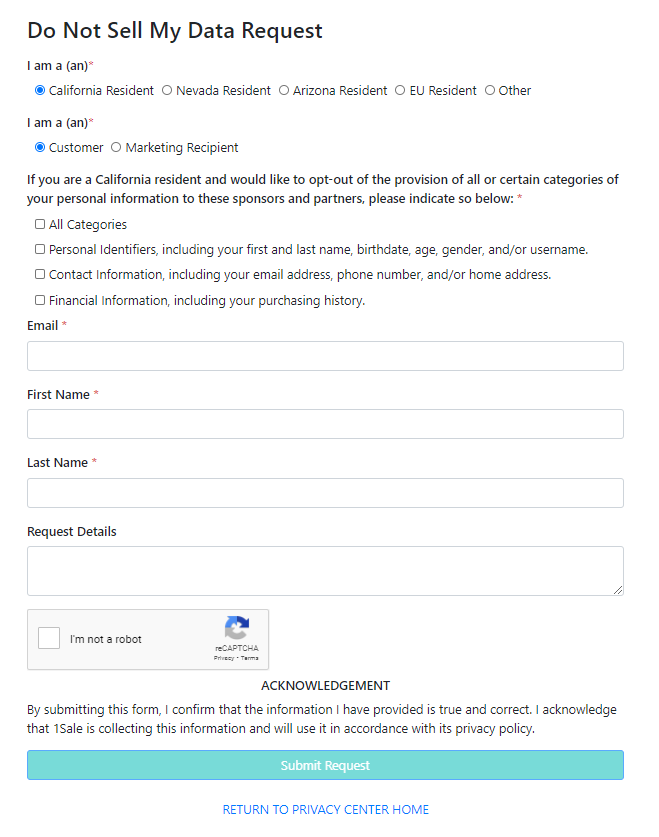 Do Not Sell My Data Request
I am a (an)*
California Resident Nevada Resident Arizona Resident EU Resident Other
I am a (an)*
Customer Marketing Recipient
If you are a California resident and would like to opt-out of the provision of all or certain categories of
your personal information to these sponsors and partners, please indicate so below: *
All Categories
Personal Identifiers, including your first and last name, birthdate, age, gender, and/or username.
Contact Information, including your email address, phone number, and/or home address.
Financial Information, including your purchasing history.
Email *
First Name *
Last Name *
Request Details
I'm not a robot
reCAPTCHA
Privacy - Terms
ACKNOWLEDGEMENT
By submitting this form, I confirm that the information I have provided is true and correct. I acknowledge
that 1Sale is collecting this information and will use it in accordance with its privacy policy.
Submit Request
RETURN TO PRIVACY CENTER HOME